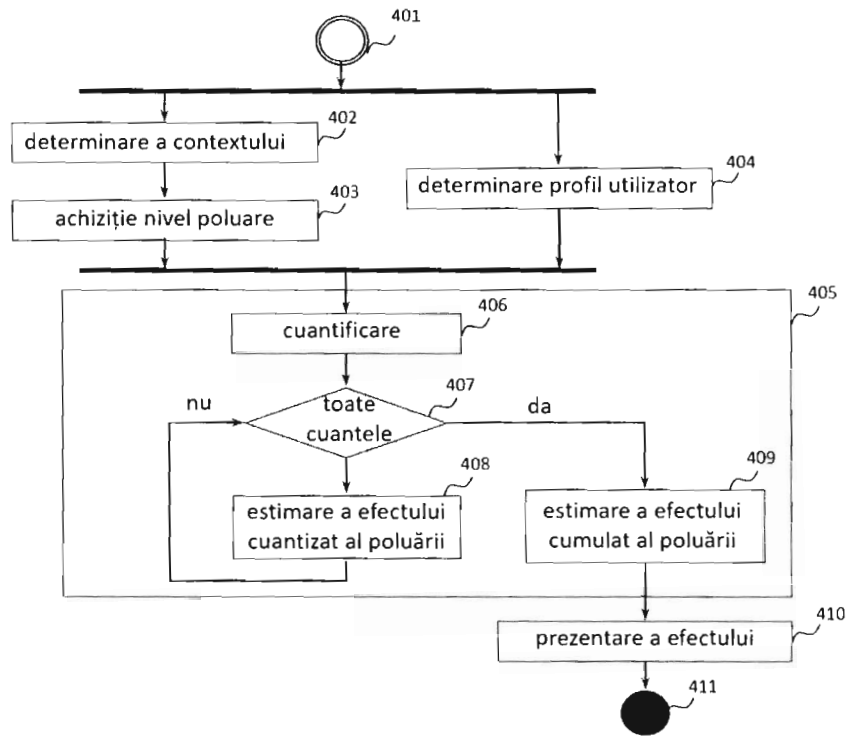 401
402
determinare a contextului
404
determinare profil utilizator
403
achiziție nivel poluare
405
406
cuantificare
407
nu
toate
cuantele
da
408
estimare a efectului
cuantizat al poluării
409
estimare a efectului
cumulat al poluării
410
prezentare a efectului
411